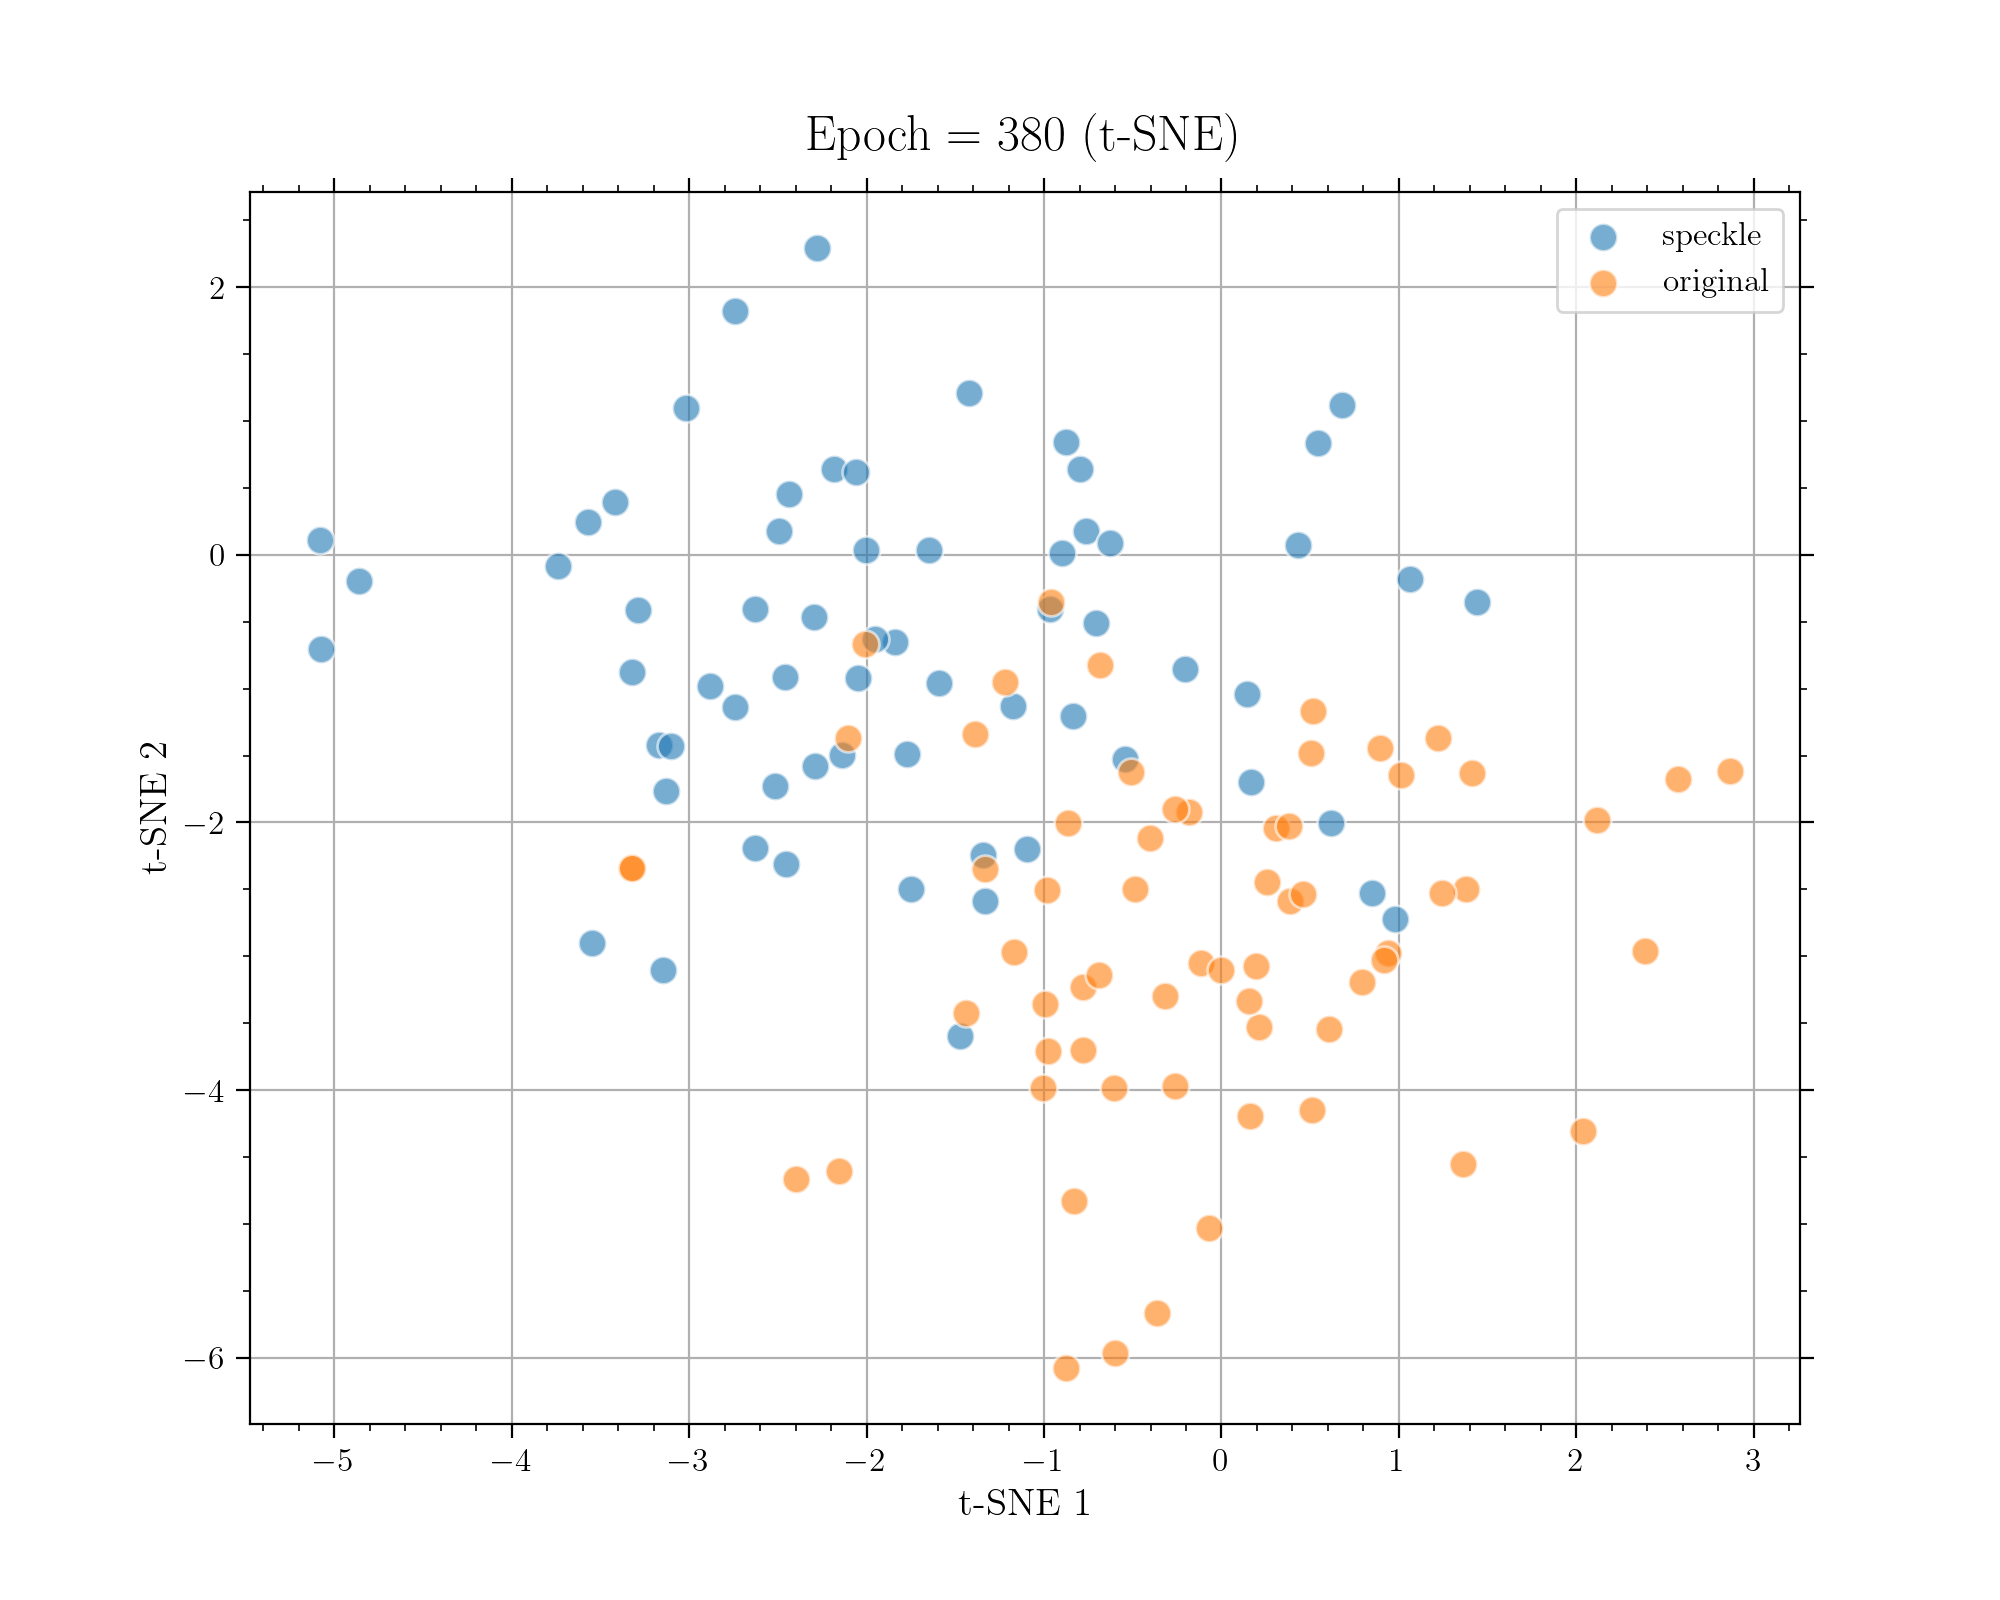 Epoch = 380 (t-SNE)
speckle
original
2
0
−2
−4
−6
t-SNE 2
−5
−4
−3
−2
−1
0
1
2
3
t-SNE 1